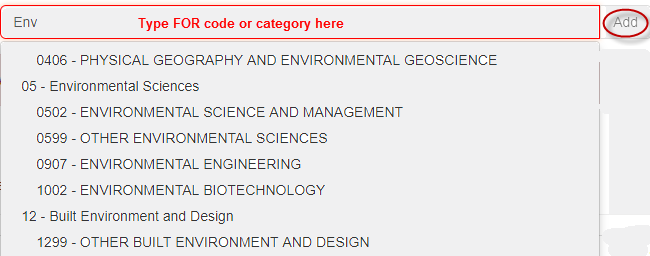 Env Type FOR code or category here Add
0406 - PHYSICAL GEOGRAPHY AND ENVIRONMENTAL GEOSCIENCE
05 - Environmental Sciences
0502 - ENVIRONMENTAL SCIENCE AND MANAGEMENT
0599 - OTHER ENVIRONMENTAL SCIENCES
0907 - ENVIRONMENTAL ENGINEERING
1002 - ENVIRONMENTAL BIOTECHNOLOGY
12 - Built Environment and Design
1299 - OTHER BUILT ENVIRONMENT AND DESIGN